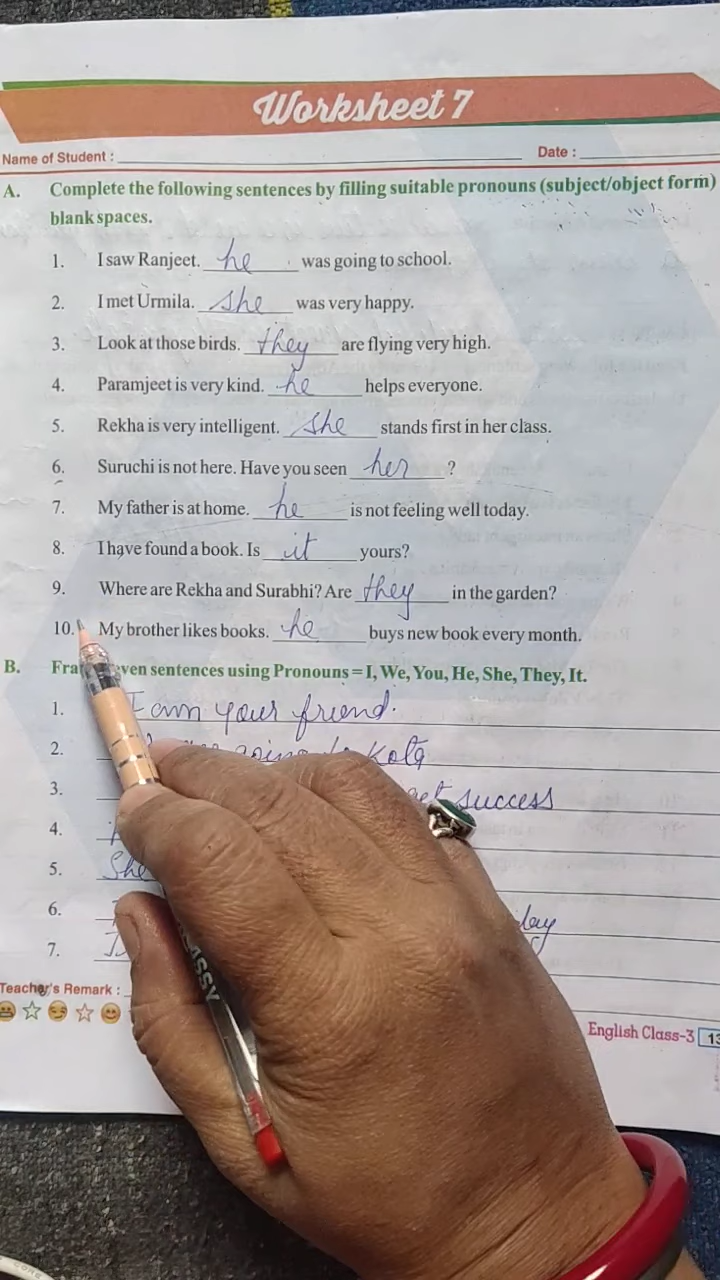 Worksheet 7
Name of Student : Date :
A. Complete the following sentences by filling suitable pronouns (subject/object form)
blank spaces.
1. I saw Ranjeet. he was going to school.
2. I met Urmila. she was very happy.
3. Look at those birds. they are flying very high.
4. Paramjeet is very kind. he helps everyone.
5. Rekha is very intelligent. she stands first in her class.
6. Suruchi is not here. Have you seen her ?
7. My father is at home. he is not feeling well today.
8. I have found a book. Is it yours?
9. Where are Rekha and Surabhi? Are they in the garden?
10. My brother likes books. he buys new book every month.
B. even sentences using Pronouns = I, We, You, He, She, They, It.
1. I am your friend.
2. going to Kota
3. get success
4.
5. She
6. day
7.
Teacher's Remark :
English Class-3 13